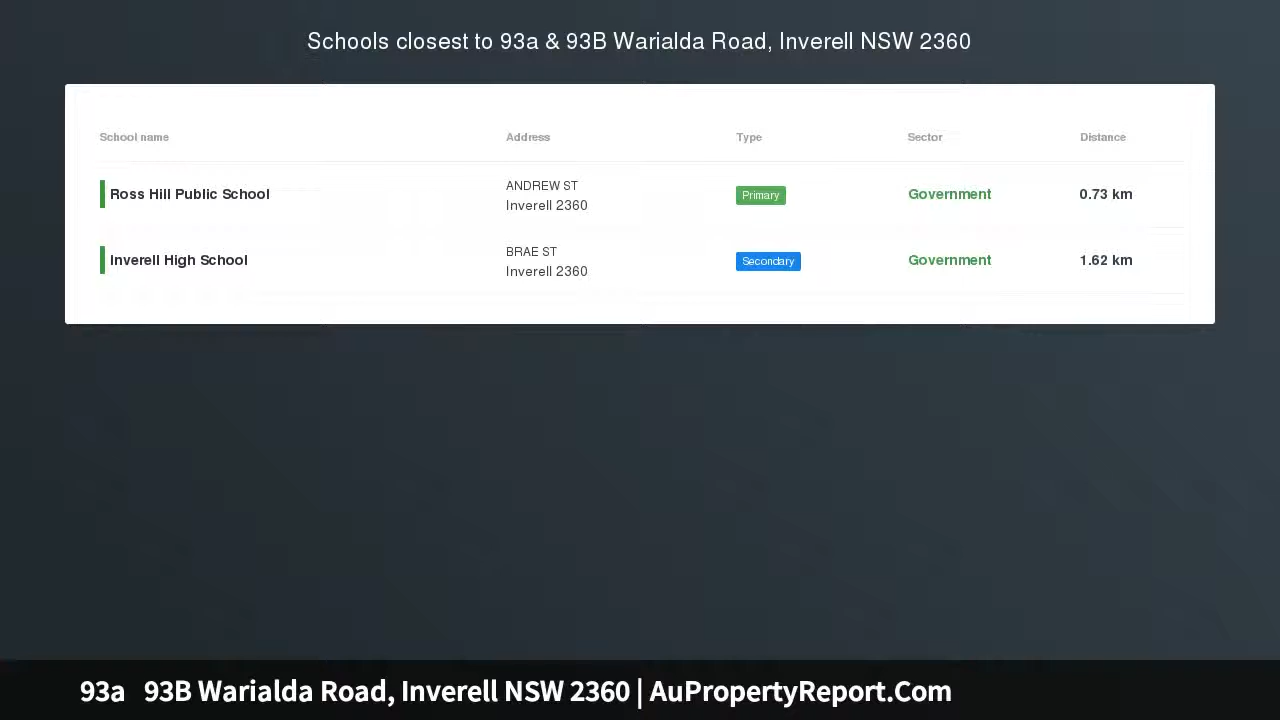 Schools closest to 93a & 93B Warialda Road, Inverell NSW 2360
School name Address Type Sector Distance
Ross Hill Public School ANDREW ST Primary Government 0.73 km
Inverell 2360
Inverell High School BRAE ST Secondary Government 1.62 km
Inverell 2360
93a 93B Warialda Road, Inverell NSW 2360 | AuPropertyReport.Com